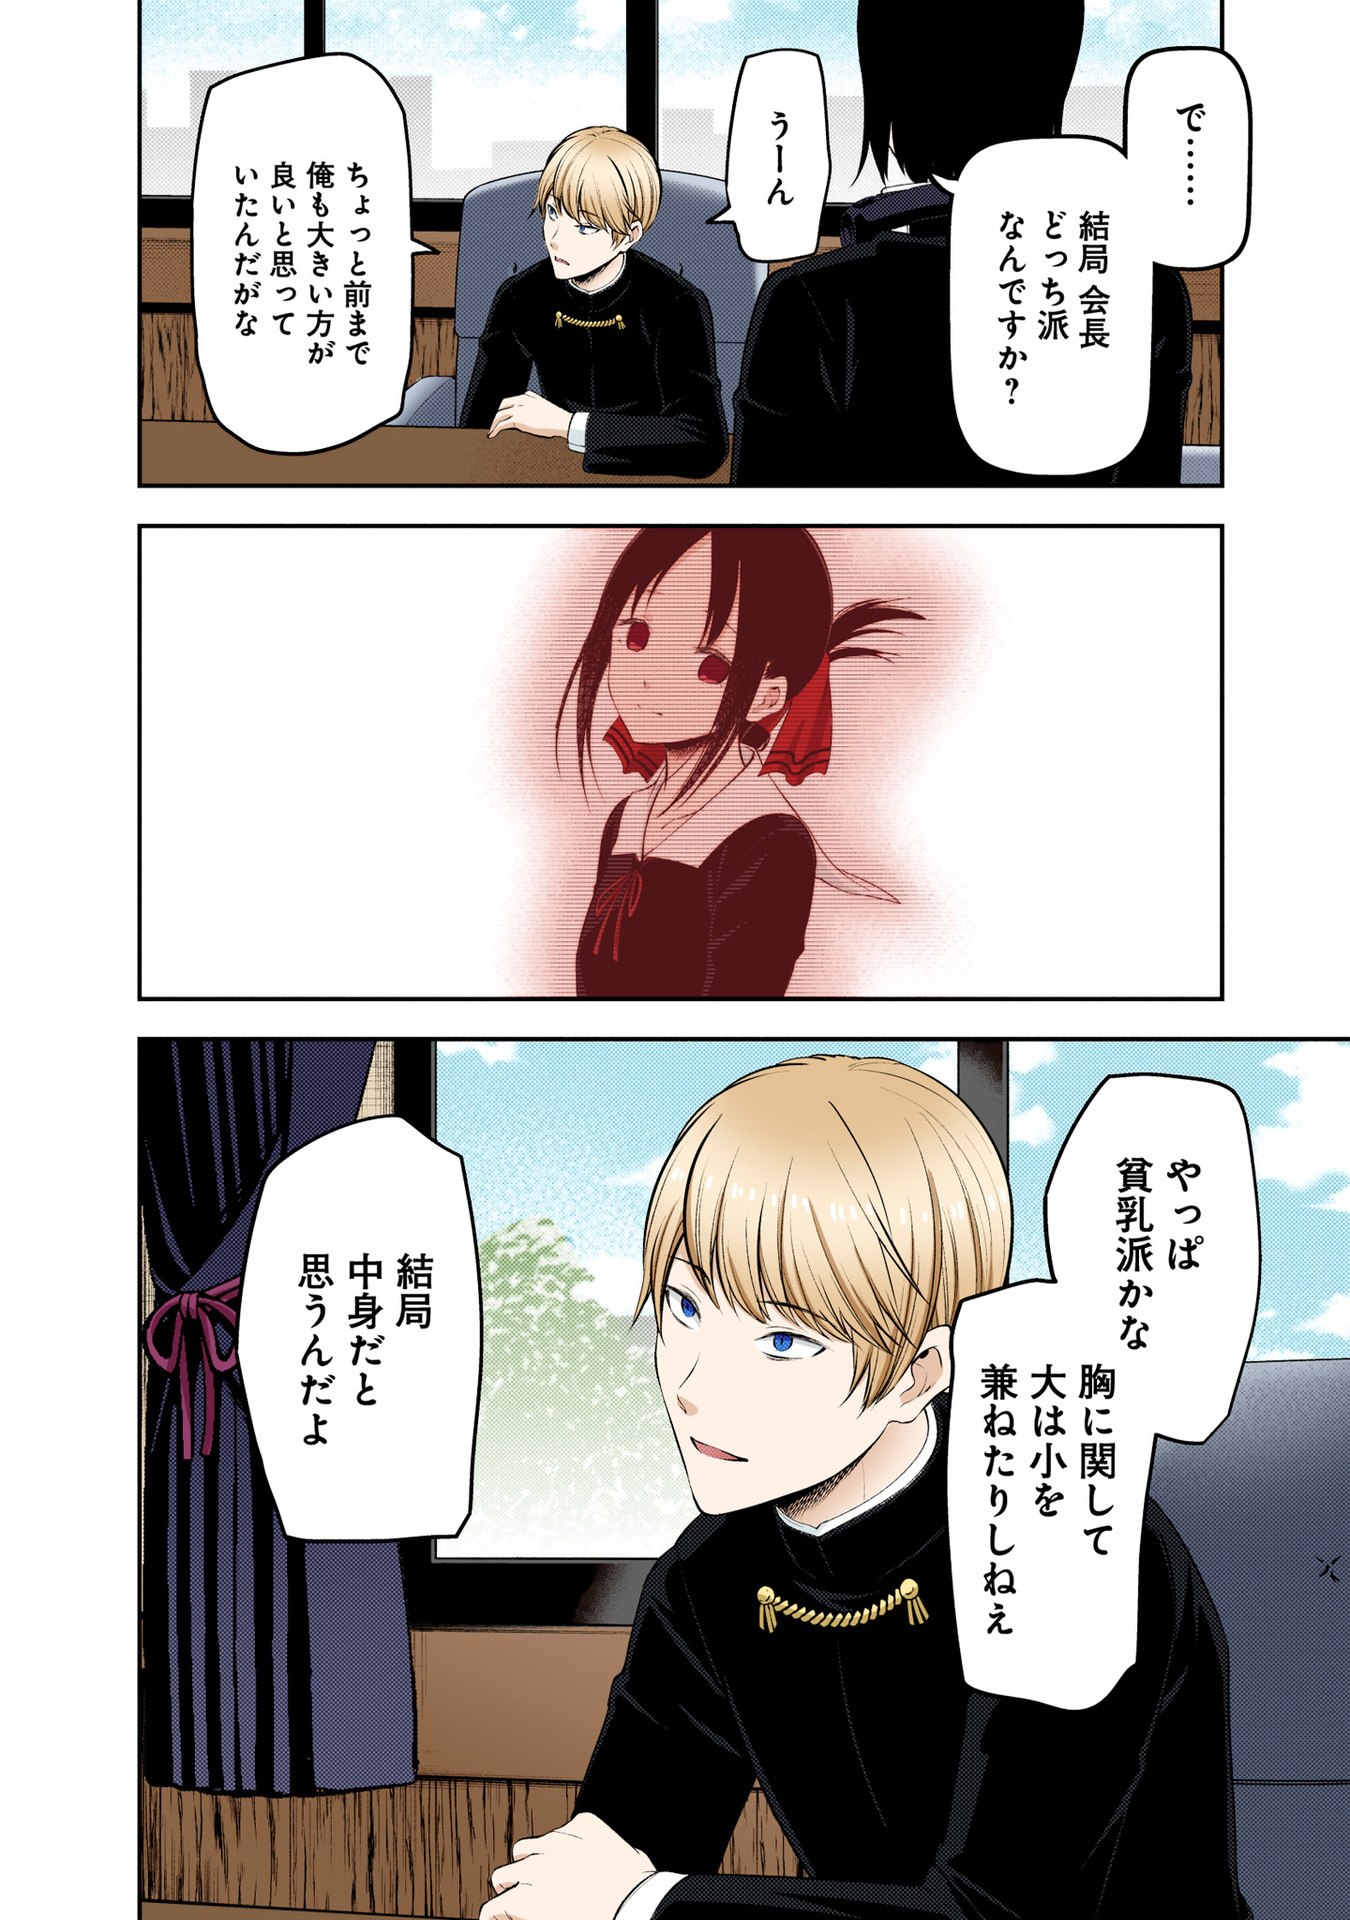 で……
結局 会長
どっち派
なんですか？
うーん
ちょっと前まで
俺も大きい方が
良いと思って
いたんだがな
やっぱ
貧乳派かな
胸に関して
大は小を
兼ねたりしねえ
結局
中身だと
思うんだよ